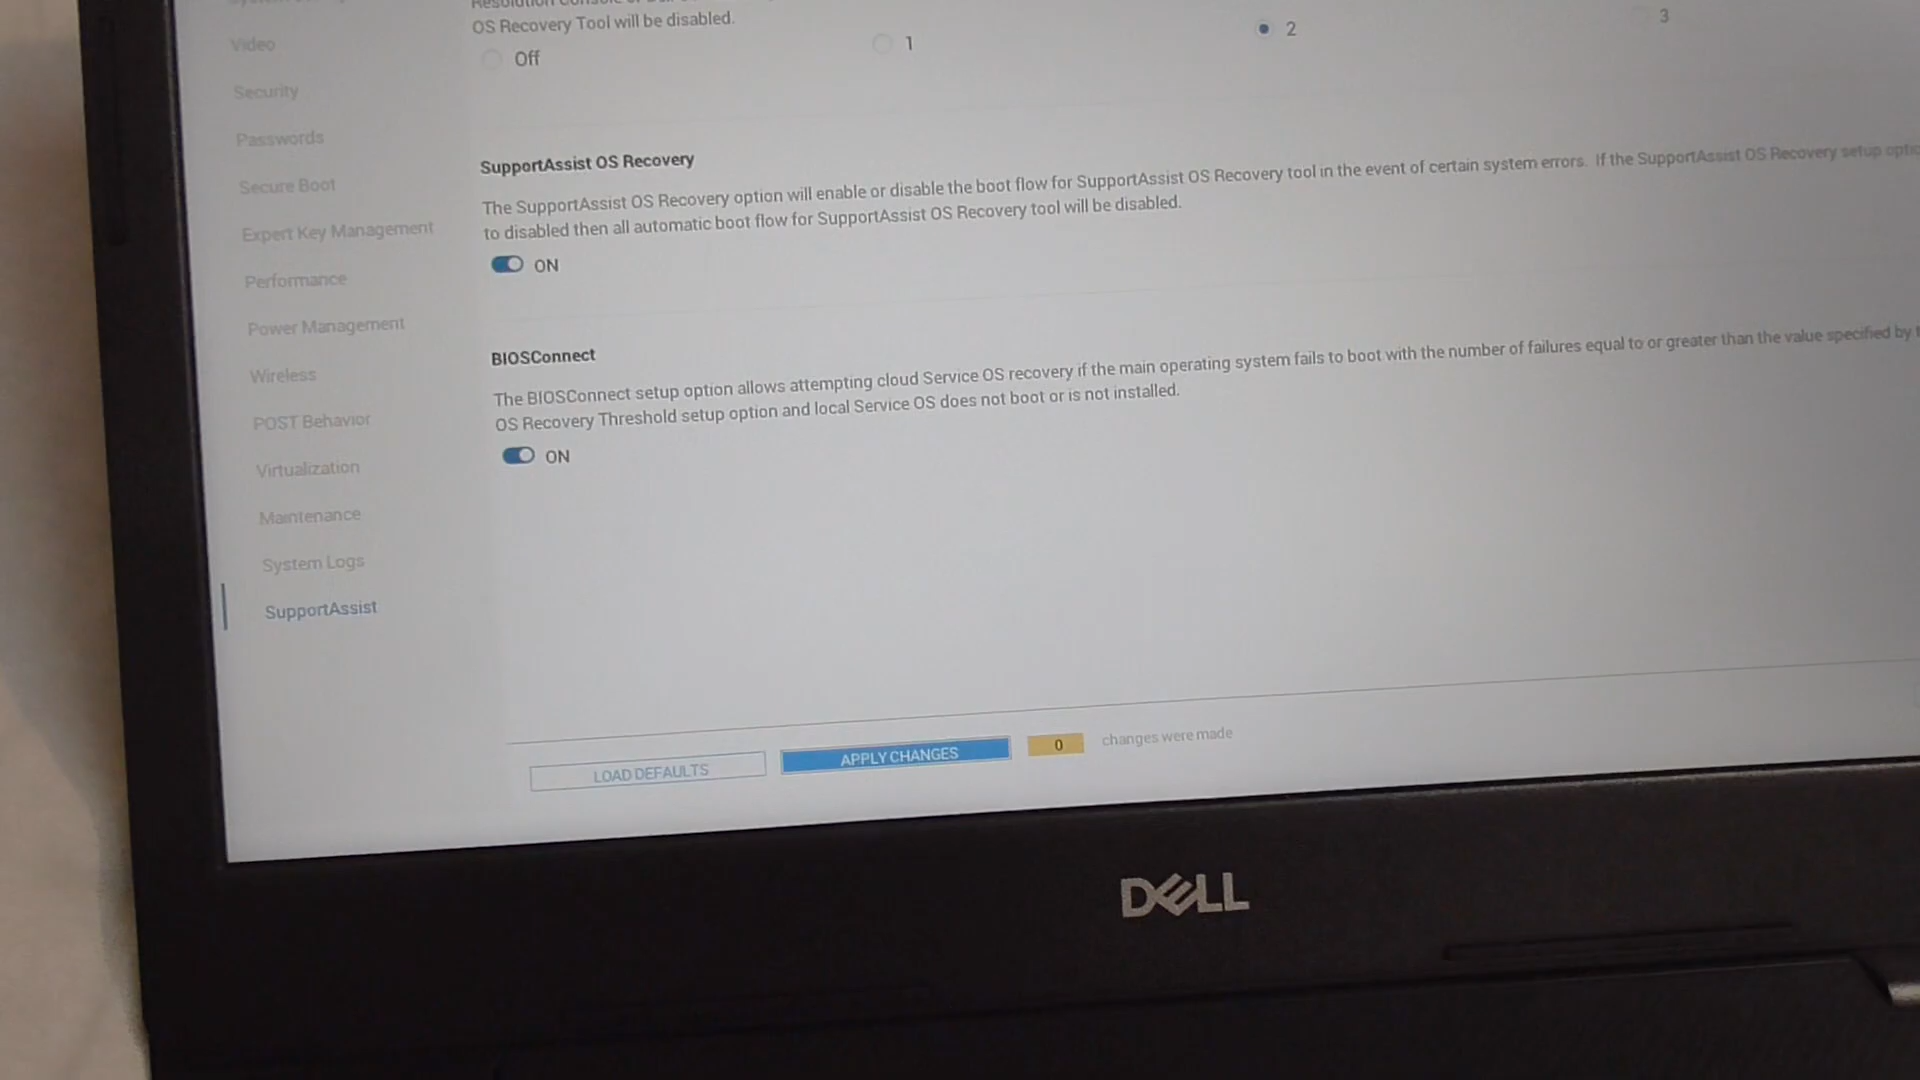 OS Recovery Tool will be disabled.
Off
1
2
3
Video
Security
Passwords
Secure Boot
Expert Key Management
Performance
Power Management
Wireless
POST Behavior
Virtualization
Maintenance
System Logs
SupportAssist
SupportAssist OS Recovery
The SupportAssist OS Recovery option will enable or disable the boot flow for SupportAssist OS Recovery tool in the event of certain system errors. If the SupportAssist OS Recovery setup
to disabled then all automatic boot flow for SupportAssist OS Recovery tool will be disabled.
ON
BIOSConnect
The BIOSConnect setup option allows attempting cloud Service OS recovery if the main operating system fails to boot with the number of failures equal to or greater than the value specified by
OS Recovery Threshold setup option and local Service OS does not boot or is not installed.
ON
LOAD DEFAULTS
APPLY CHANGES
0
changes were made
DELL